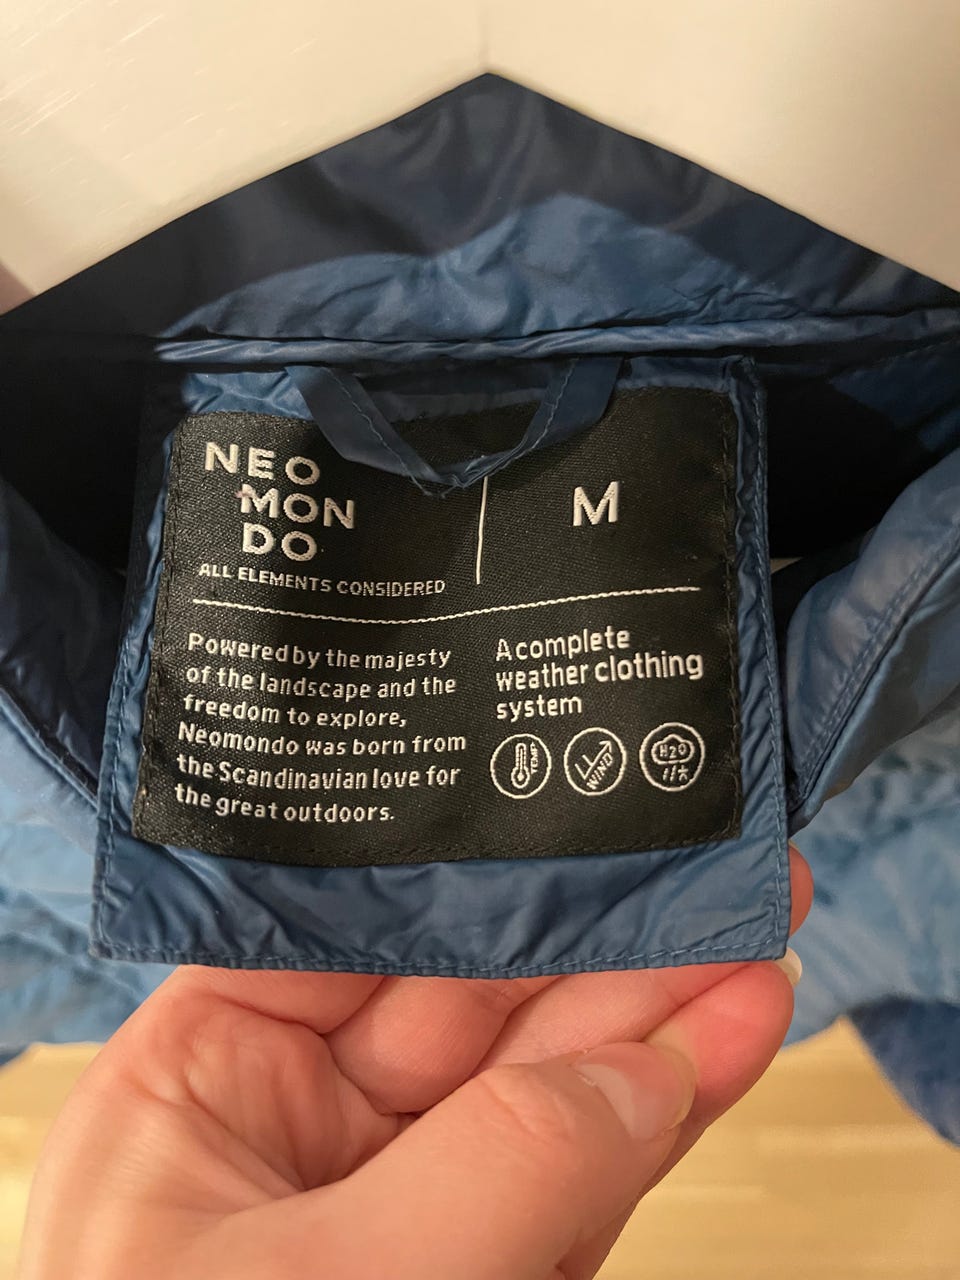 NEO
MON
DO
ALL ELEMENTS CONSIDERED
M
Powered by the majesty
of the landscape and the
freedom to explore,
Neomondo was born from
the Scandinavian love for
the great outdoors.
A complete
weather clothing
system
TEMP
WIND
H2O